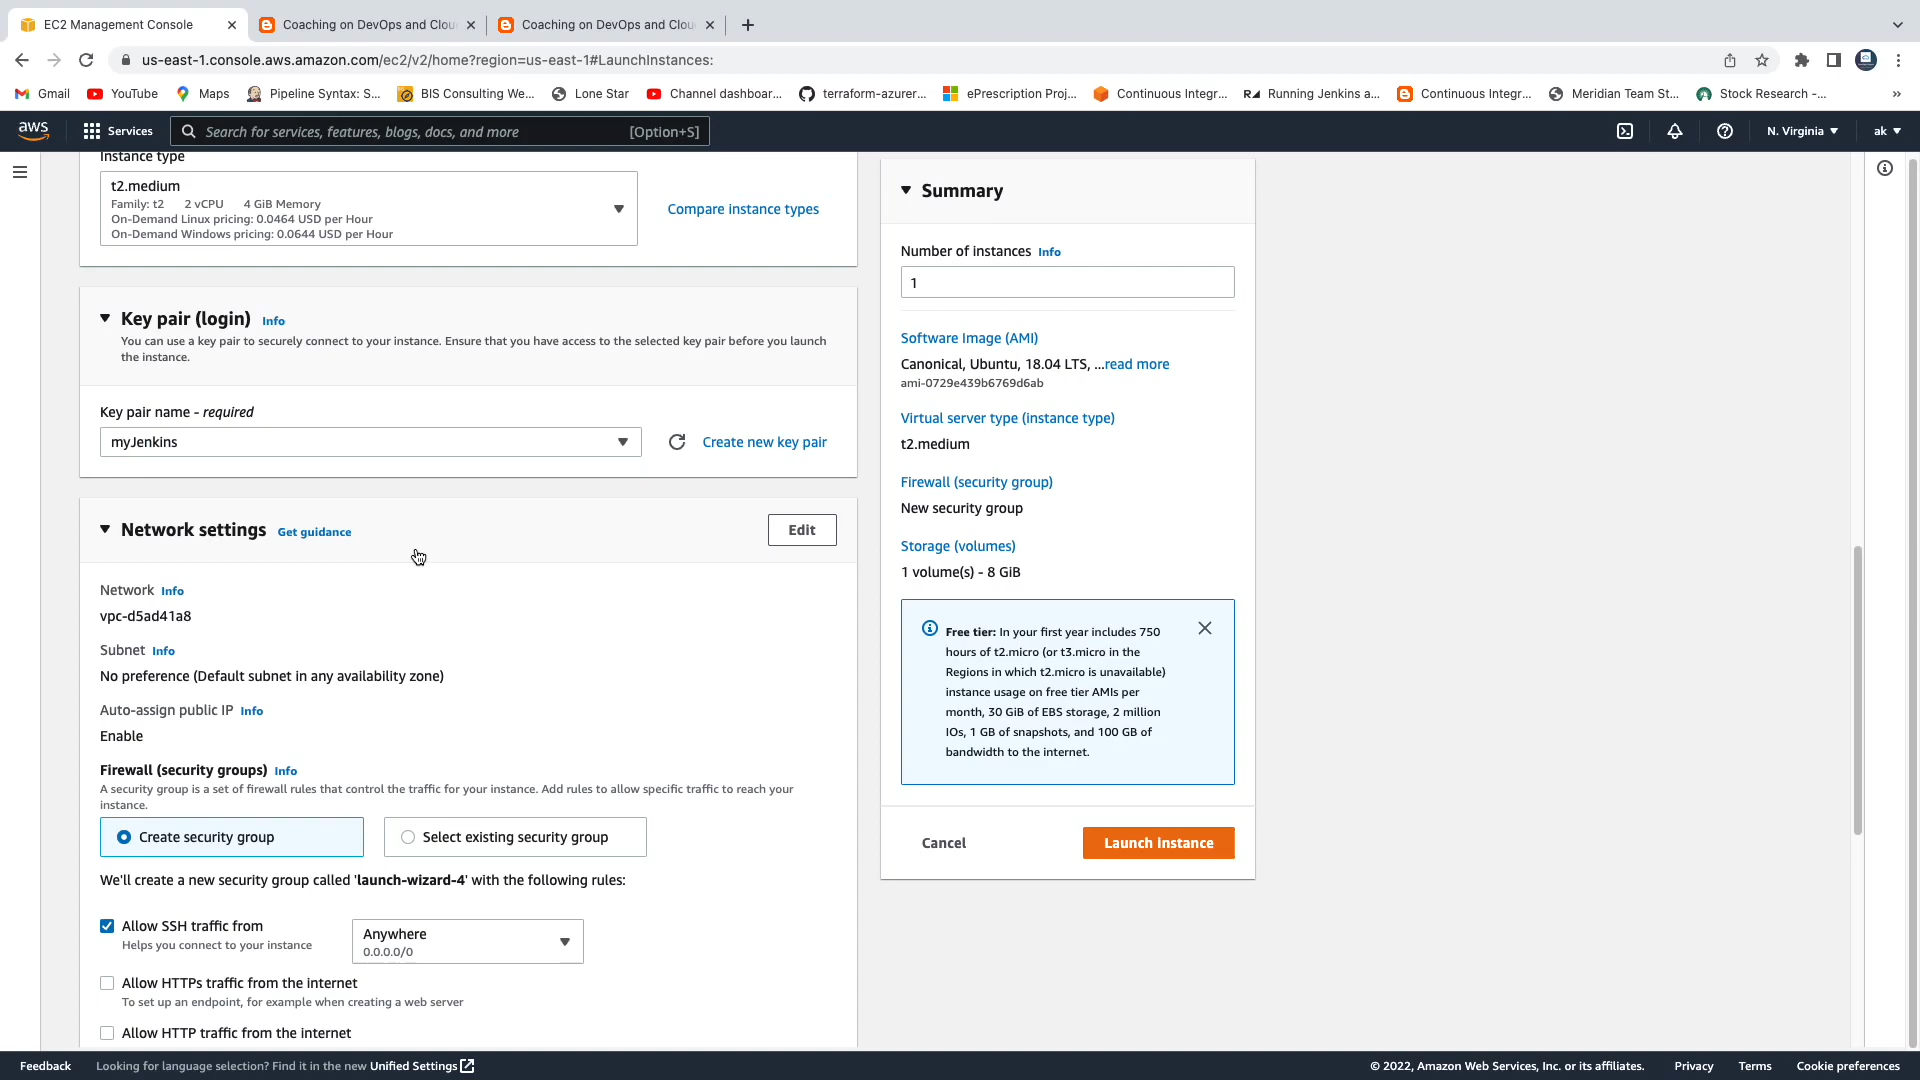 EC2 Management Console
Coaching on DevOps and Clou
Coaching on DevOps and Clou
us-east-1.console.aws.amazon.com/ec2/v2/home?region=us-east-1#LaunchInstances:
Gmail
YouTube
Maps
Pipeline Syntax: S...
BIS Consulting We...
Lone Star
Channel dashboar...
terraform-azurer...
ePrescription Proj...
Continuous Integr...
Running Jenkins a...
Continuous Integr...
Meridian Team St...
Stock Research -...
»
aws
Services
Search for services, features, blogs, docs, and more
[Option+S]
N. Virginia
ak
Instance type
t2.medium
Family: t2 2 vCPU 4 GiB Memory
On-Demand Linux pricing: 0.0464 USD per Hour
On-Demand Windows pricing: 0.0644 USD per Hour
Compare instance types
Key pair (login) Info
You can use a key pair to securely connect to your instance. Ensure that you have access to the selected key pair before you launch
the instance.
Key pair name - required
myJenkins
Create new key pair
Network settings Get guidance
Edit
Network Info
vpc-d5ad41a8
Subnet Info
No preference (Default subnet in any availability zone)
Auto-assign public IP Info
Enable
Firewall (security groups) Info
A security group is a set of firewall rules that control the traffic for your instance. Add rules to allow specific traffic to reach your
instance.
Create security group
Select existing security group
We'll create a new security group called 'launch-wizard-4' with the following rules:
Allow SSH traffic from
Helps you connect to your instance
Anywhere
0.0.0.0/0
Allow HTTPs traffic from the internet
To set up an endpoint, for example when creating a web server
Allow HTTP traffic from the internet
Summary
Number of instances Info
1
Software Image (AMI)
Canonical, Ubuntu, 18.04 LTS, ...read more
ami-0729e439b6769d6ab
Virtual server type (instance type)
t2.medium
Firewall (security group)
New security group
Storage (volumes)
1 volume(s) - 8 GiB
Free tier: In your first year includes 750
hours of t2.micro (or t3.micro in the
Regions in which t2.micro is unavailable)
instance usage on free tier AMIs per
month, 30 GiB of EBS storage, 2 million
IOs, 1 GB of snapshots, and 100 GB of
bandwidth to the internet.
Cancel
Launch instance
Feedback
Looking for language selection? Find it in the new Unified Settings
© 2022, Amazon Web Services, Inc. or its affiliates.
Privacy
Terms
Cookie preferences